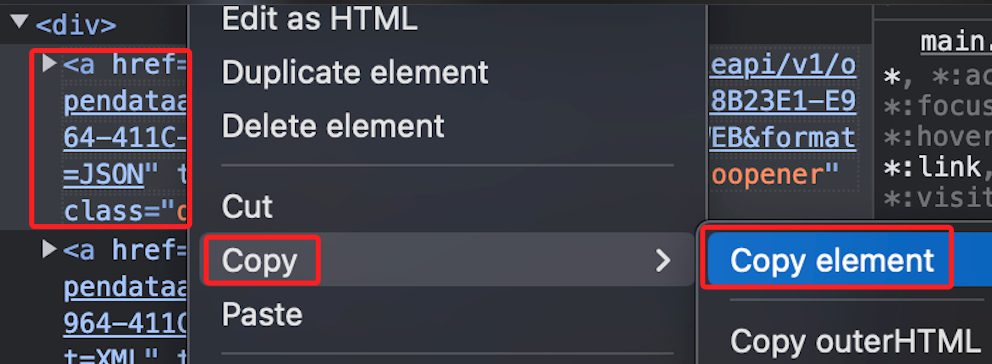 <div>
<a href=
pendataa
64-411C-
=JSON" t
class="c
<a href=
pendataa
964-411C
t=XML" t
Edit as HTML
Duplicate element
Delete element
Cut
Copy
Paste
Copy element
Copy outerHTML
eapi/v1/o
8B23E1-E9
EB&format
oopener"
main.
*, *:ac
*:focus
*:hover
*:link,
*:visit